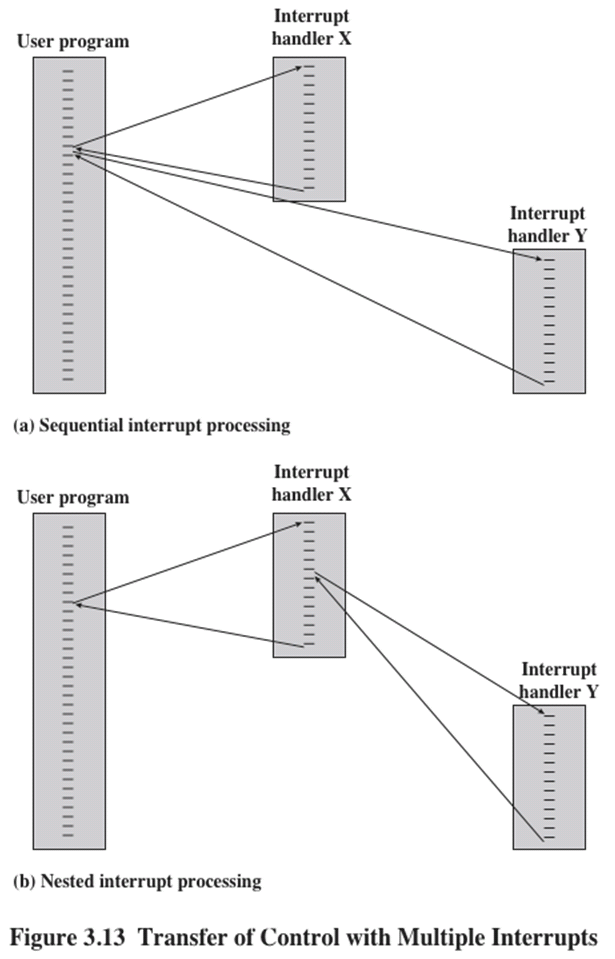 User program
Interrupt
handler X
Interrupt
handler Y
(a) Sequential interrupt processing
User program
Interrupt
handler X
Interrupt
handler Y
(b) Nested interrupt processing
Figure 3.13 Transfer of Control with Multiple Interrupts